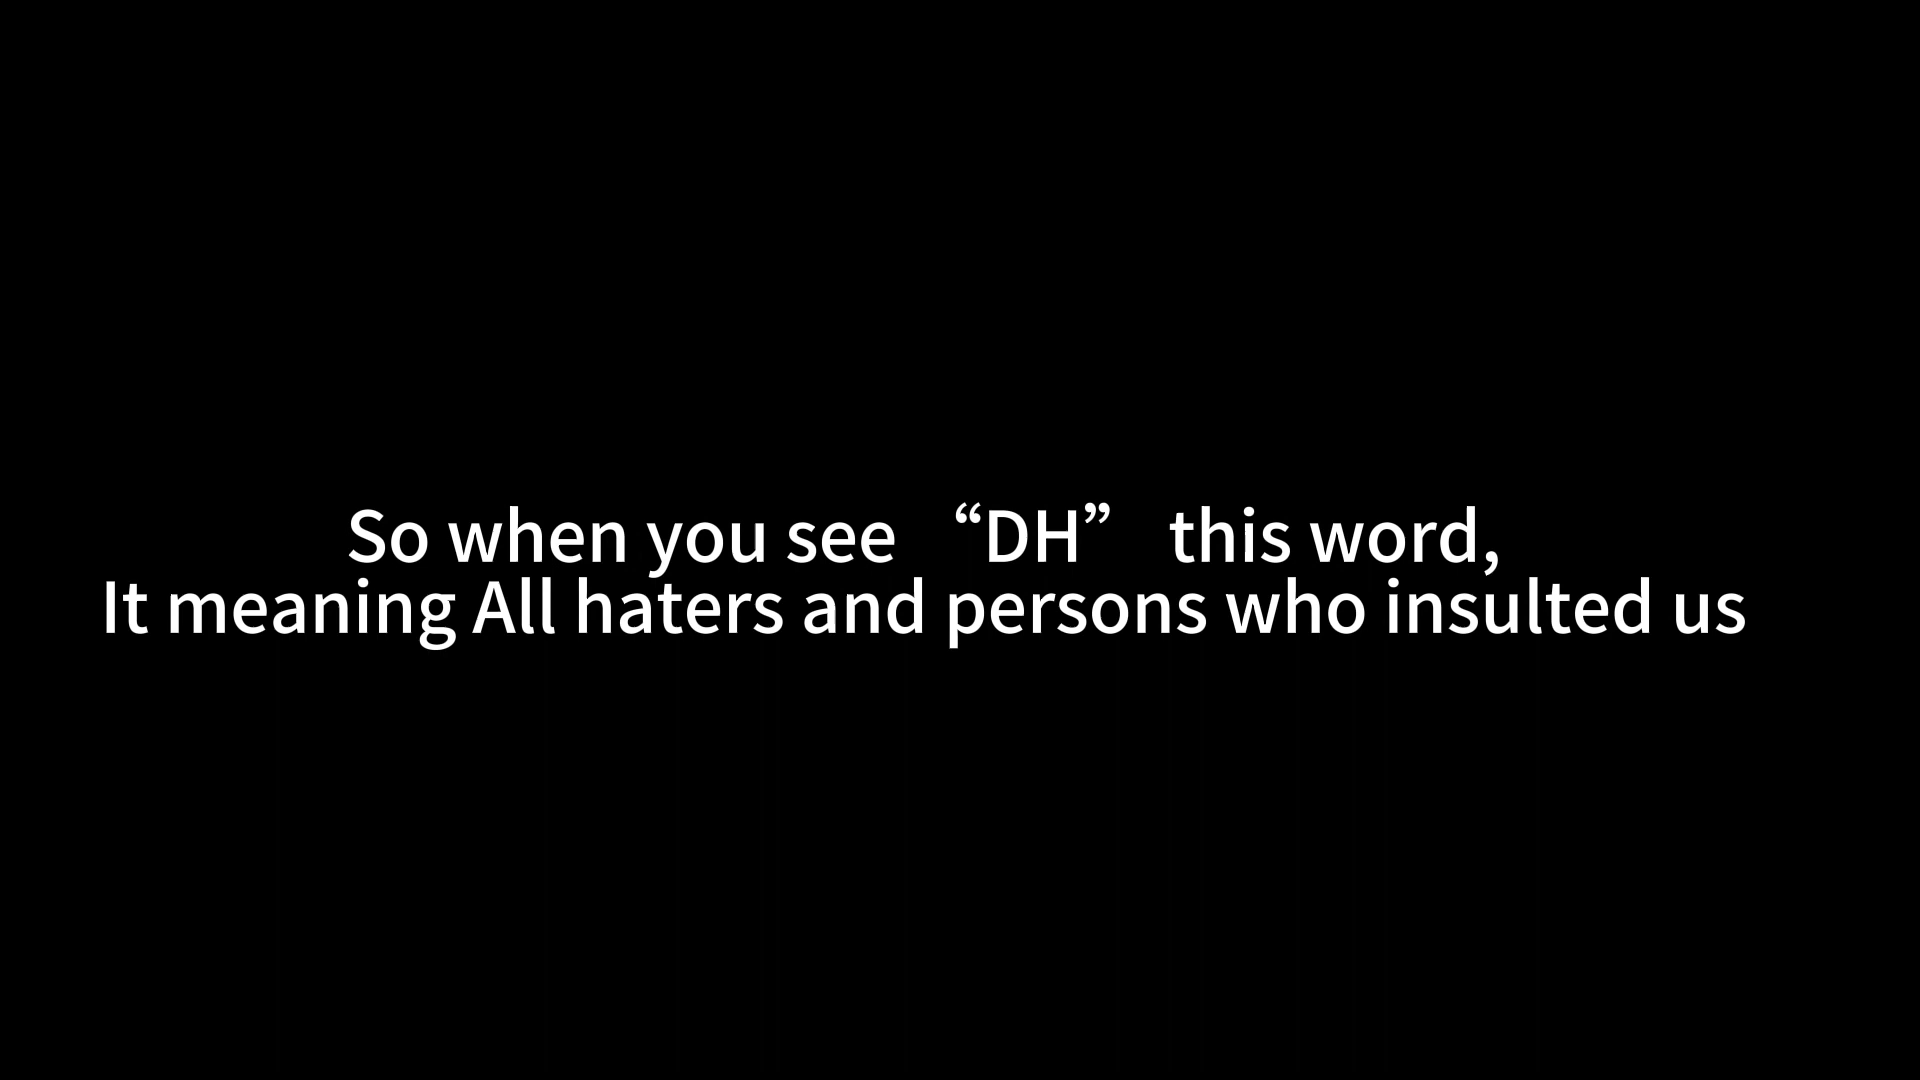 So when you see “DH” this word,
It meaning All haters and persons who insulted us